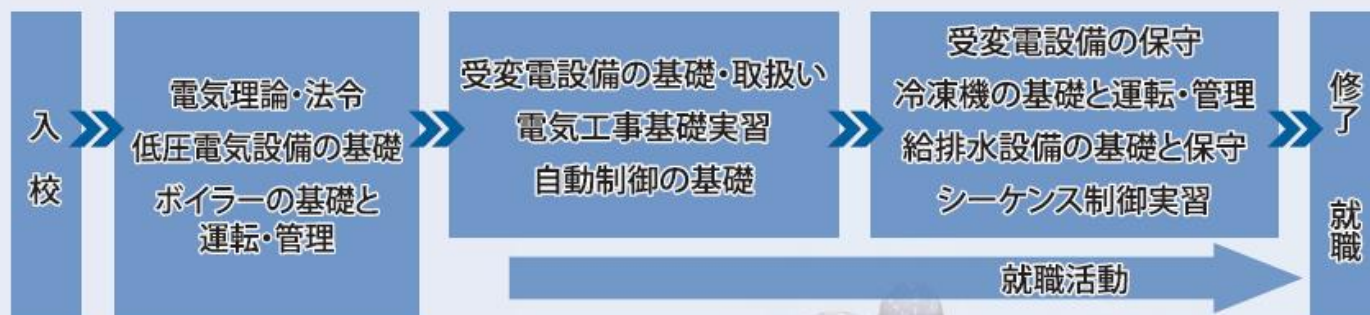 入校
電気理論・法令
低圧電気設備の基礎
ボイラーの基礎と
運転・管理
受変電設備の基礎・取扱い
電気工事基礎実習
自動制御の基礎
受変電設備の保守
冷凍機の基礎と運転・管理
給排水設備の基礎と保守
シーケンス制御実習
就職活動
修了
就職